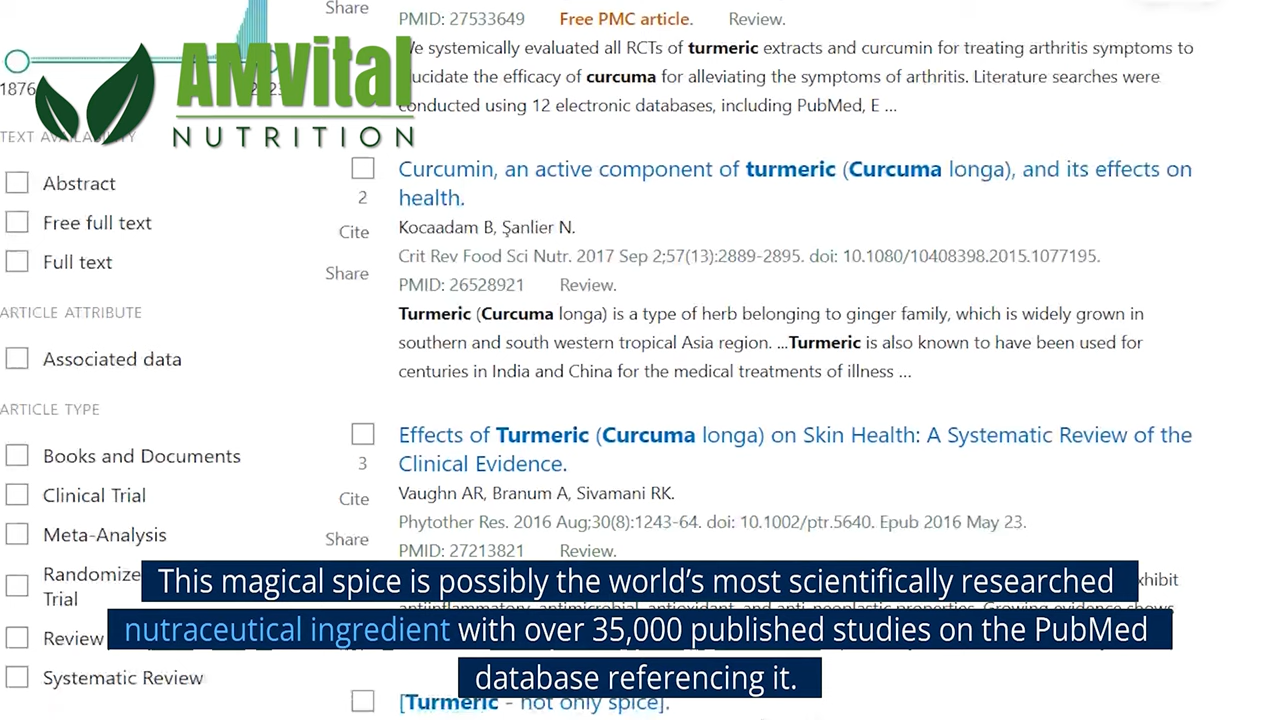 Share
1876
TEXT AVAILABILITY
Abstract
Free full text
Full text
ARTICLE ATTRIBUTE
Associated data
ARTICLE TYPE
Books and Documents
Clinical Trial
Meta-Analysis
Randomize
Trial
Review
Systematic Review
AMVital
NUTRITION
PMID: 27533649 Free PMC article. Review.
We systemically evaluated all RCTs of turmeric extracts and curcumin for treating arthritis symptoms to
elucidate the efficacy of curcuma for alleviating the symptoms of arthritis. Literature searches were
conducted using 12 electronic databases, including PubMed, E ...
2
Cite
Share
Curcumin, an active component of turmeric (Curcuma longa), and its effects on
health.
Kocaadam B, Şanlier N.
Crit Rev Food Sci Nutr. 2017 Sep 2;57(13):2889-2895. doi: 10.1080/10408398.2015.1077195.
PMID: 26528921 Review.
Turmeric (Curcuma longa) is a type of herb belonging to ginger family, which is widely grown in
southern and south western tropical Asia region. ...Turmeric is also known to have been used for
centuries in India and China for the medical treatments of illness ...
3
Cite
Share
Effects of Turmeric (Curcuma longa) on Skin Health: A Systematic Review of the
Clinical Evidence.
Vaughn AR, Branum A, Sivamani RK.
Phytother Res. 2016 Aug;30(8):1243-64. doi: 10.1002/ptr.5640. Epub 2016 May 23.
PMID: 27213821 Review.
This magical spice is possibly the world's most scientifically researched
nutraceutical ingredient with over 35,000 published studies on the PubMed
database referencing it.
[Turmeric - not only spice].